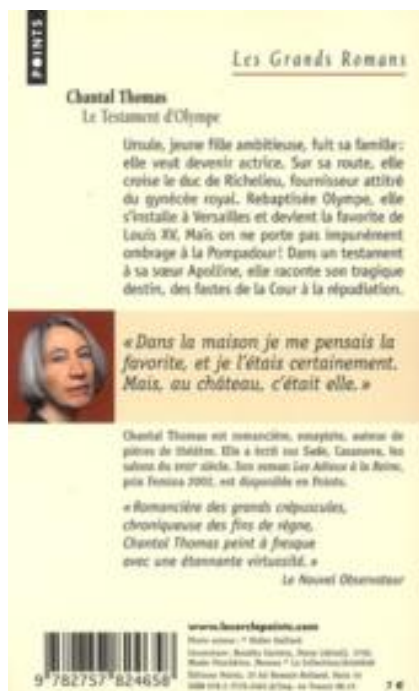 POINTS
Les Grands Romans
Chantal Thomas
Le Testament d'Olympe
Ursule, jeune fille ambitieuse, fuit sa famille :
elle veut devenir actrice. Sur sa route, elle
croise le duc de Richelieu, fournisseur attitré
du gynécée royal. Rebaptisée Olympe, elle
s'installe à Versailles et devient la favorite de
Louis XV. Mais on ne porte pas impunément
ombrage à la Pompadour ! Dans un testament
à sa sœur Apolline, elle raconte son tragique
destin, des fastes de la Cour à la répudiation.
« Dans la maison je me pensais la
favorite, et je l'étais certainement.
Mais, au château, c'était elle. »
Chantal Thomas est romancière, essayiste, auteur de
pièces de théâtre. Elle a écrit sur Sade, Casanova, les
salons du XVIIIe siècle. Son roman Les Adieux à la Reine,
prix Femina 2002, est disponible en Points.
« Romancière des grands crépuscules,
chroniqueuse des fins de règne,
Chantal Thomas peint à fresque
avec une étonnante virtuosité. »
Le Nouvel Observateur
www.lecerclepoints.com
9 782757 824658